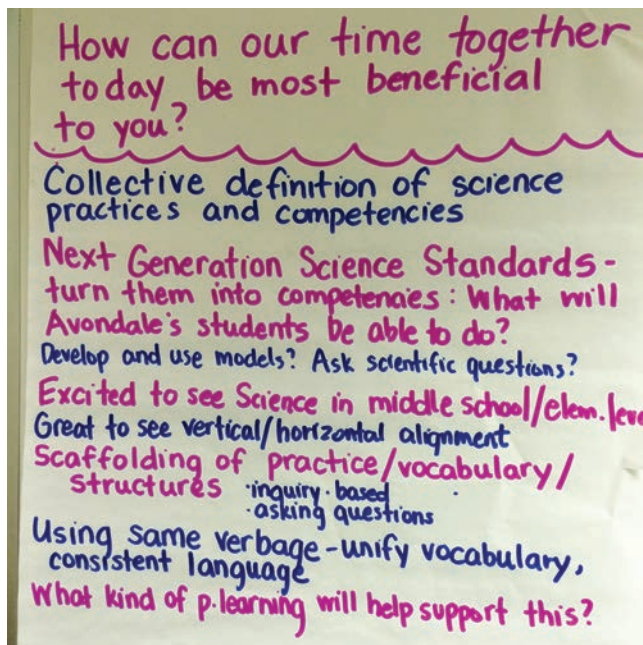 How can our time together
today be most beneficial
to you?
Collective definition of science
practices and competencies
Next Generation Science Standards -
turn them into competencies: What will
Avondale's students be able to do?
Develop and use models? Ask scientific questions?
Excited to see Science in middle school/elem. leve
Great to see vertical/horizontal alignment
Scaffolding of practice/vocabulary/
structures
·inquiry·based
·asking questions
Using same verbage - unify vocabulary,
consistent language
What kind of p.learning will help support this?